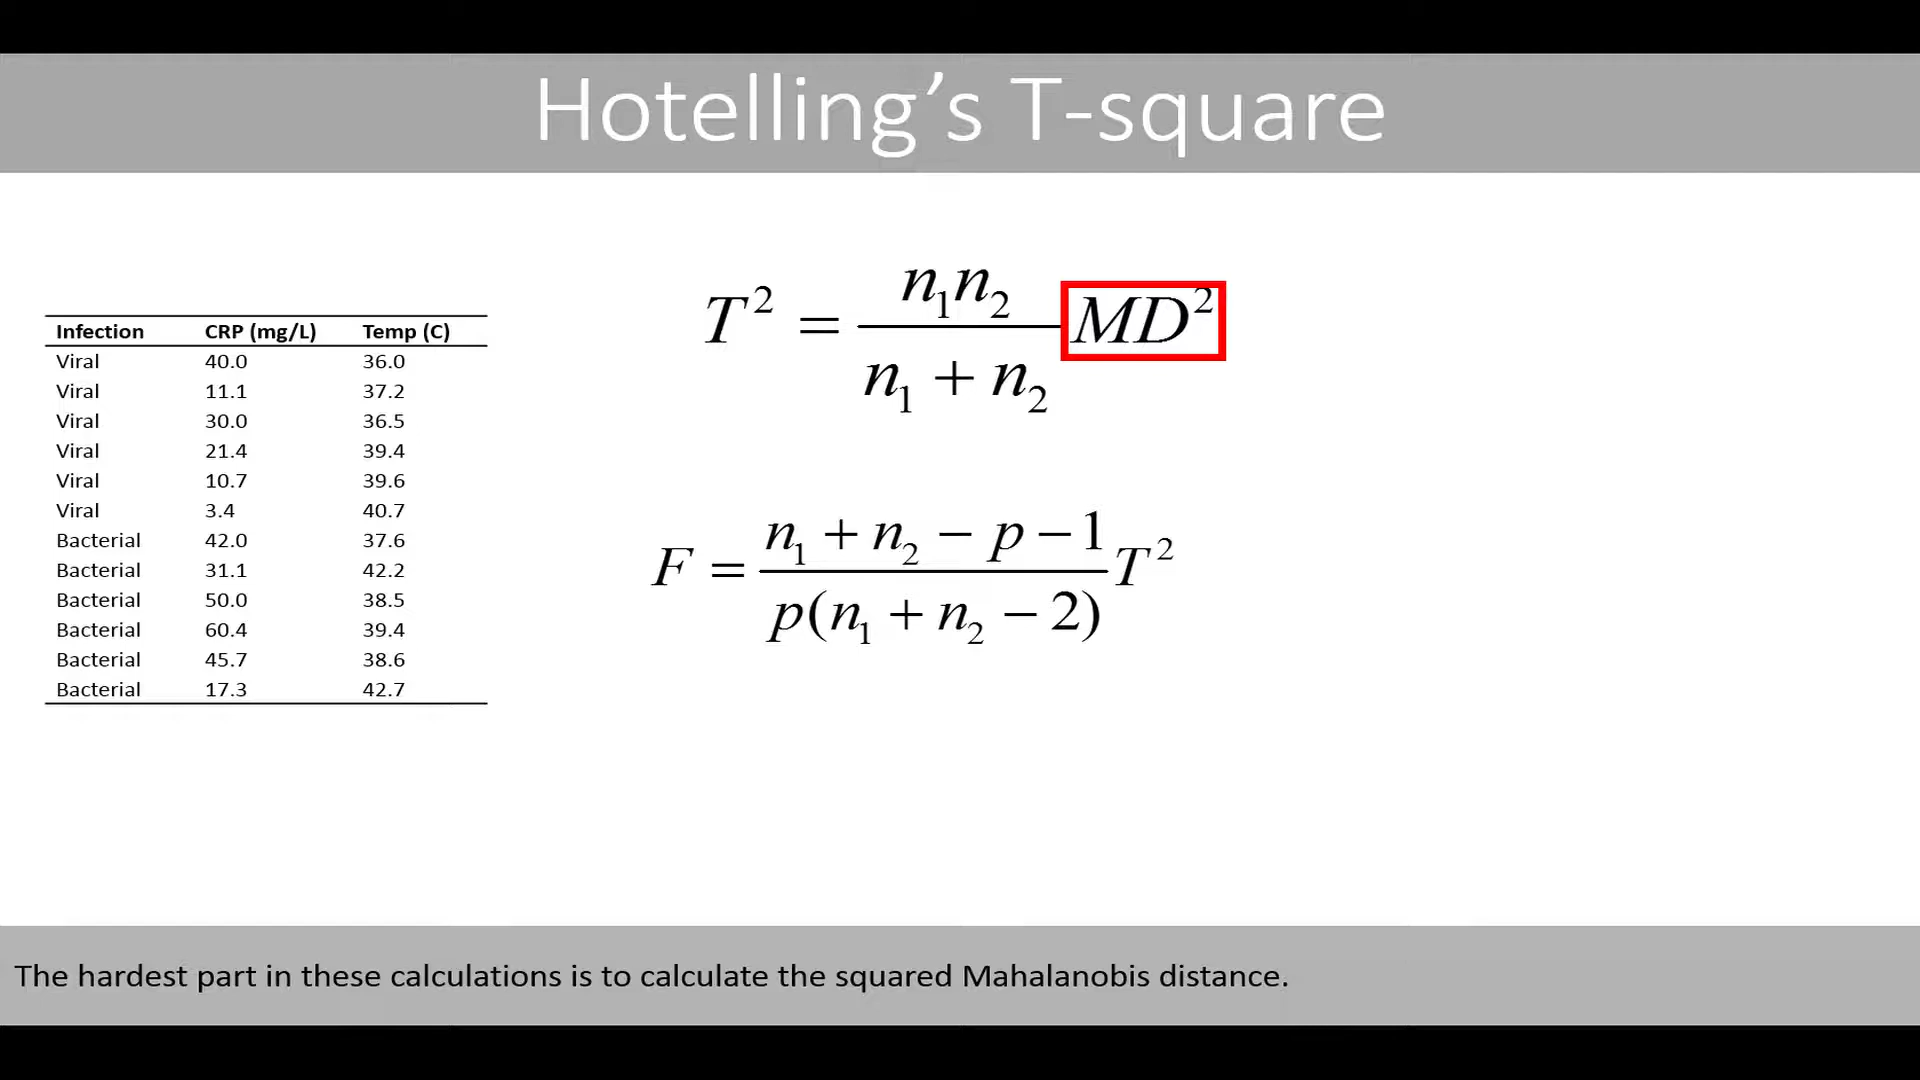 Hotelling’s T-square
Infection CRP (mg/L) Temp (C)
Viral 40.0 36.0
Viral 11.1 37.2
Viral 30.0 36.5
Viral 21.4 39.4
Viral 10.7 39.6
Viral 3.4 40.7
Bacterial 42.0 37.6
Bacterial 31.1 42.2
Bacterial 50.0 38.5
Bacterial 60.4 39.4
Bacterial 45.7 38.6
Bacterial 17.3 42.7
T² = n₁n₂ / (n₁ + n₂) MD²
F = (n₁ + n₂ − p − 1) / (p(n₁ + n₂ − 2)) T²
The hardest part in these calculations is to calculate the squared Mahalanobis distance.